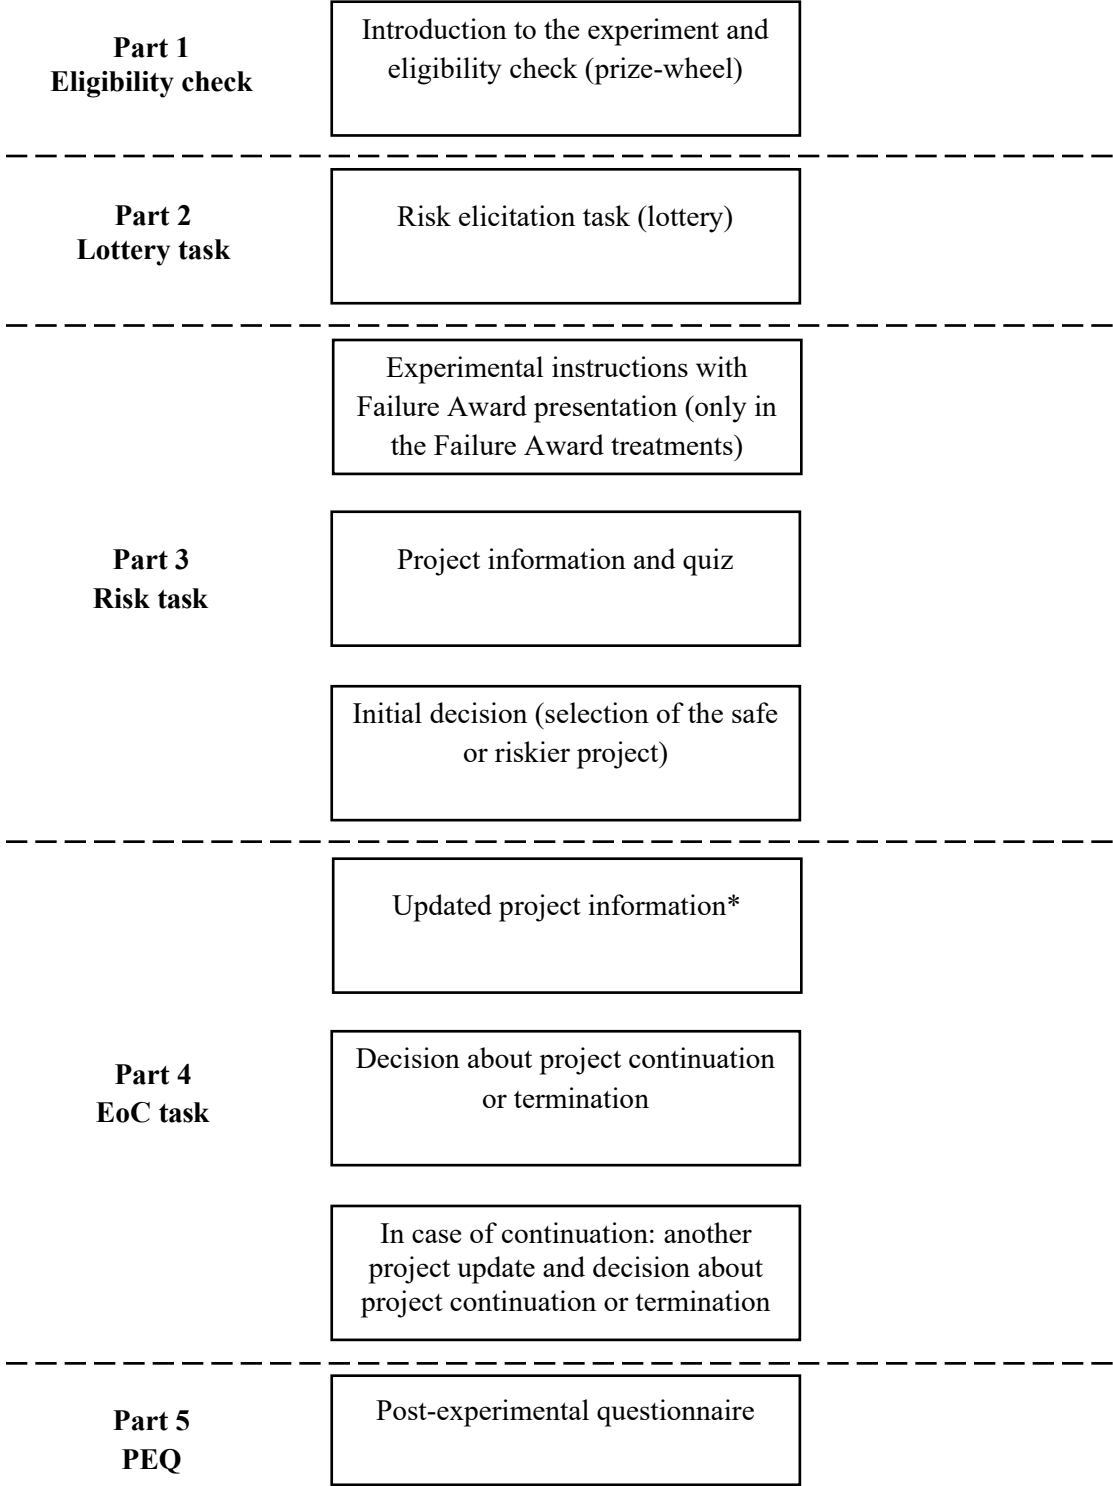 Part 1
Eligibility check
Introduction to the experiment and
eligibility check (prize-wheel)
Part 2
Lottery task
Risk elicitation task (lottery)
Part 3
Risk task
Experimental instructions with
Failure Award presentation (only in
the Failure Award treatments)
Project information and quiz
Initial decision (selection of the safe
or riskier project)
Part 4
EoC task
Updated project information*
Decision about project continuation
or termination
In case of continuation: another
project update and decision about
project continuation or termination
Part 5
PEQ
Post-experimental questionnaire